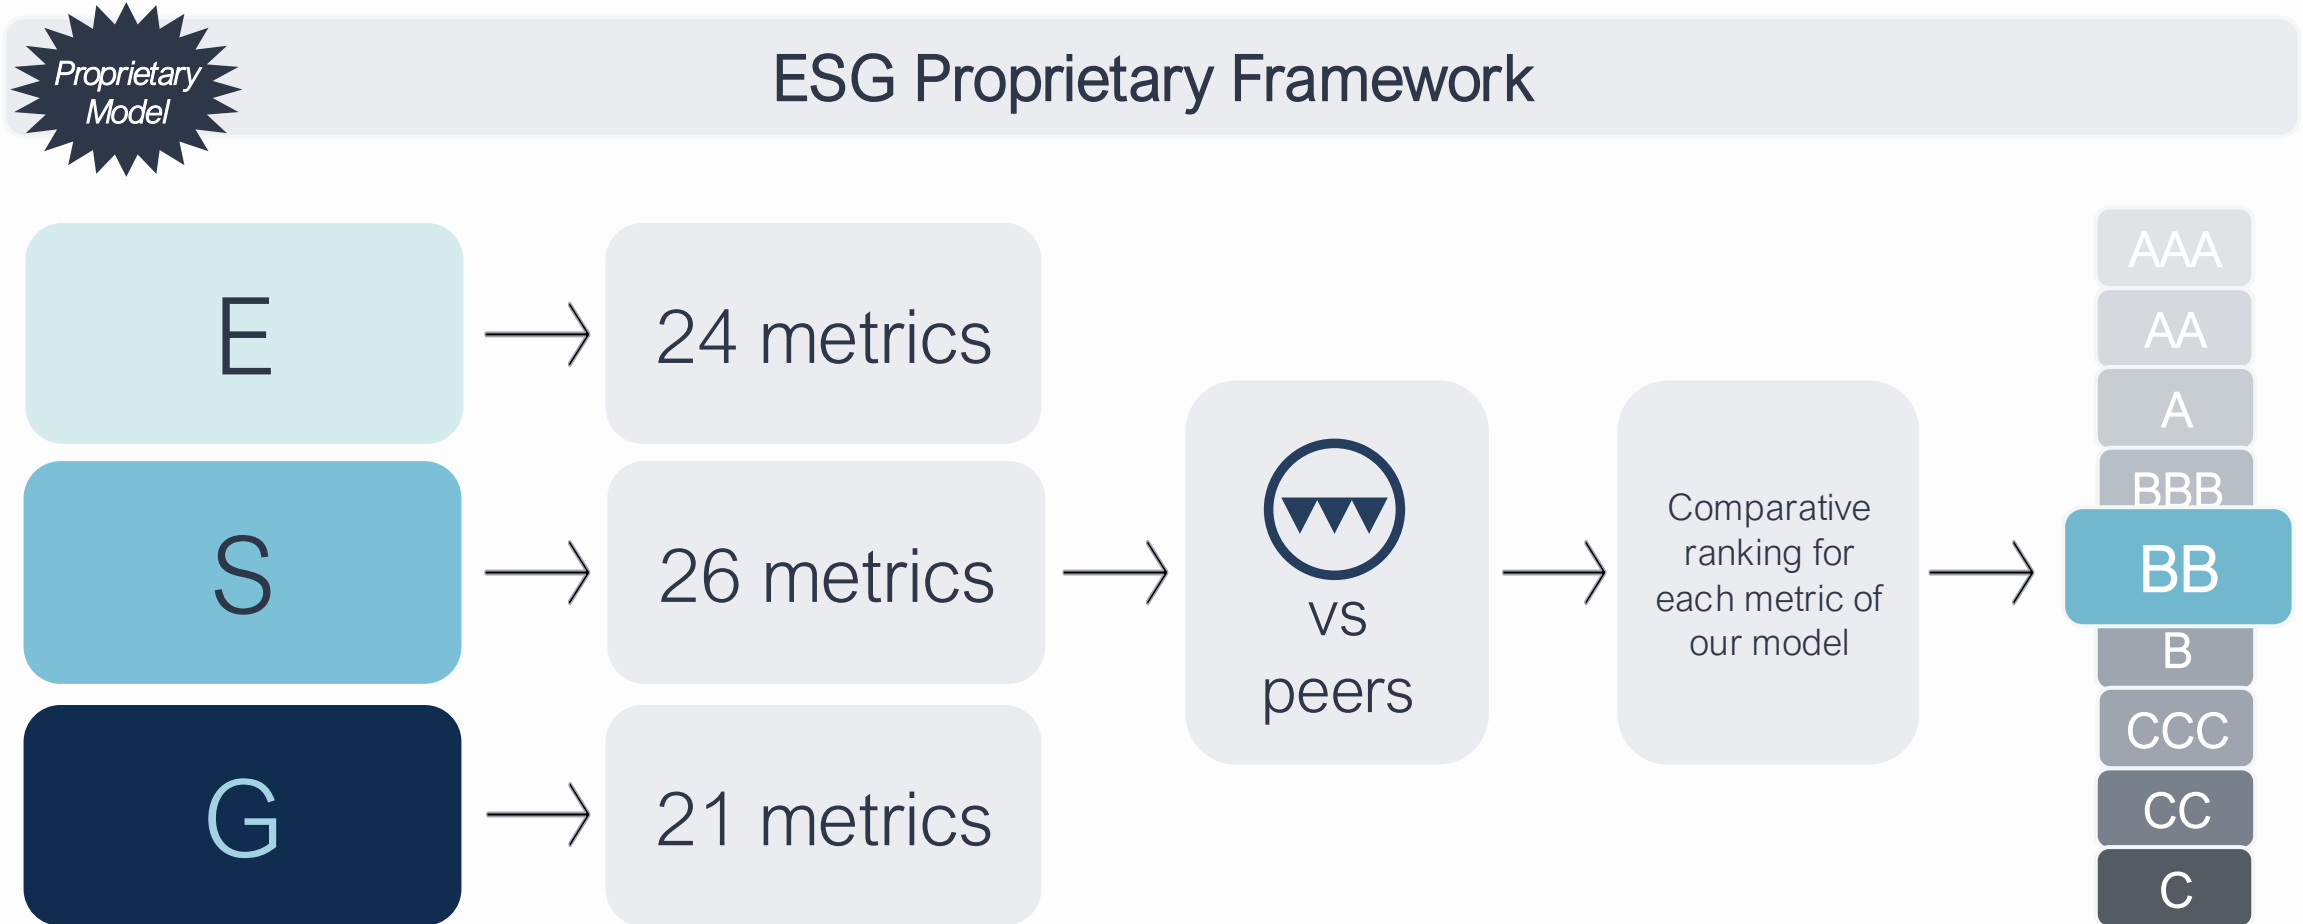 Proprietary
Model
ESG Proprietary Framework
E
24 metrics
S
26 metrics
G
21 metrics
vs
peers
Comparative
ranking for
each metric of
our model
AAA
AA
A
BBB
BB
B
CCC
CC
C